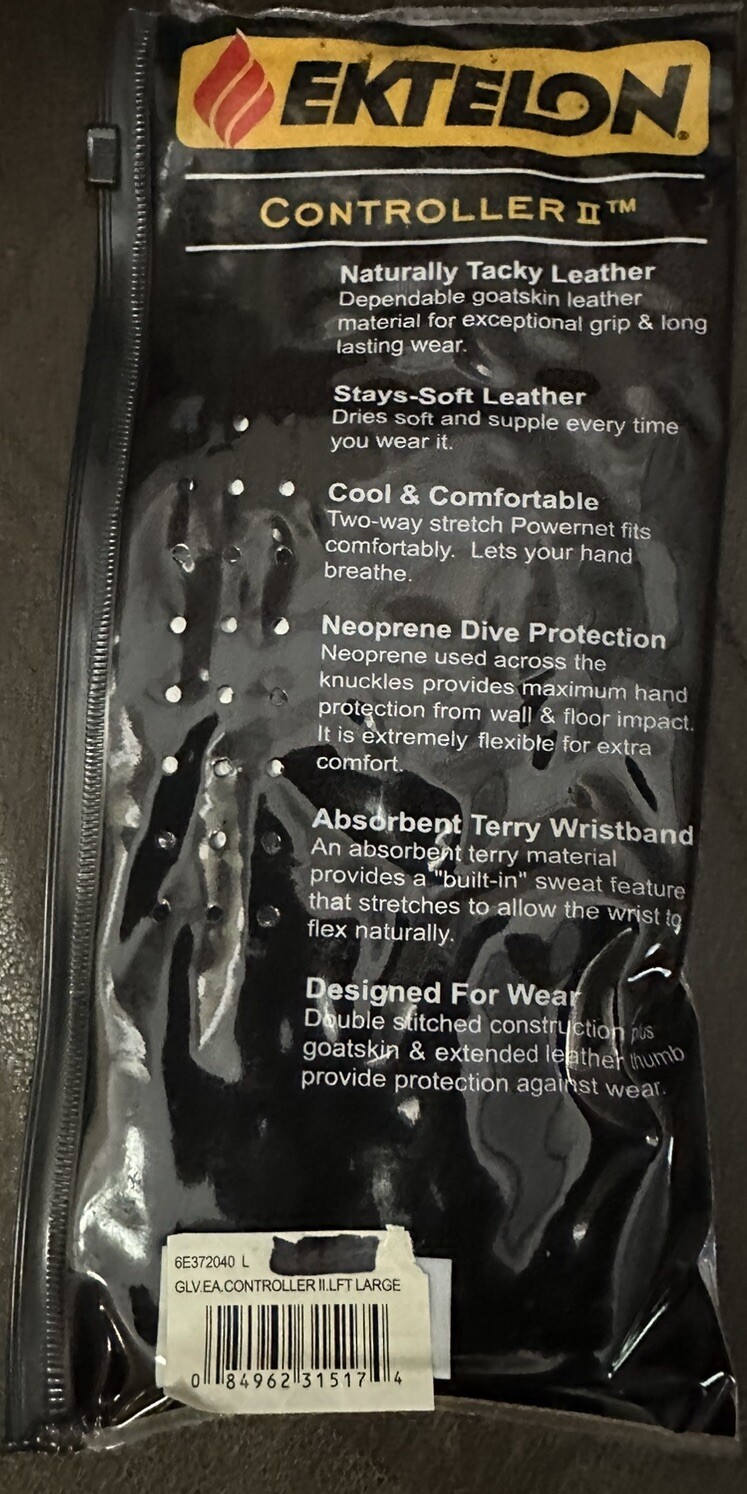 EKTELON®
CONTROLLER II™
Naturally Tacky Leather
Dependable goatskin leather
material for exceptional grip & long
lasting wear.
Stays-Soft Leather
Dries soft and supple every time
you wear it.
Cool & Comfortable
Two-way stretch Powernet fits
comfortably. Lets your hand
breathe.
Neoprene Dive Protection
Neoprene used across the
knuckles provides maximum hand
protection from wall & floor impact.
It is extremely flexible for extra
comfort.
Absorbent Terry Wristband
An absorbent terry material
provides a "built-in" sweat feature
that stretches to allow the wrist to
flex naturally.
Designed For Wear
Double stitched construction plus
goatskin & extended leather thumb
provide protection against wear.
6E372040 L
GLV.EA.CONTROLLER II.LFT LARGE
0 84962 31517 4